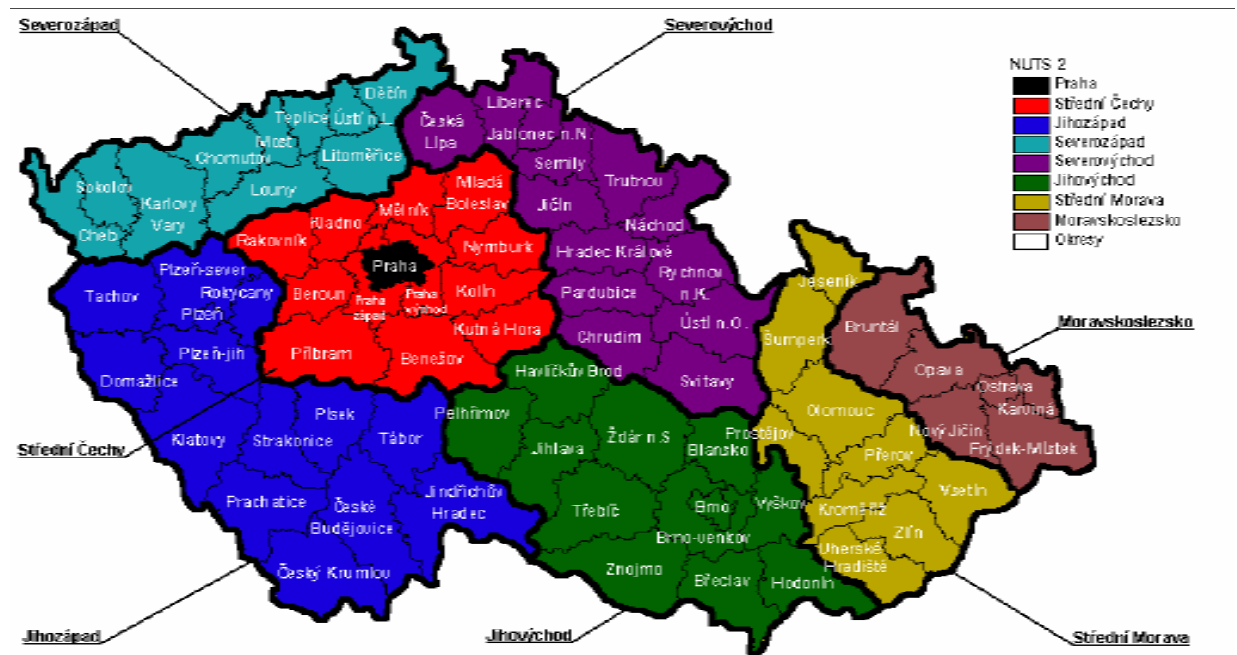 Severozápad
Severovýchod
NUTS 2
Praha
Střední Čechy
Jihozápad
Severozápad
Severovýchod
Jihovýchod
Střední Morava
Moravskoslezsko
Okresy
Děčín
Teplice
Ústí n.L.
Most
Chomutov
Litoměřice
Louny
Sokolov
Karlovy
Vary
Cheb
Liberec
Česká
Lípa
Jablonec n.N.
Semily
Trutnov
Jičín
Náchod
Hradec Králové
Rychnov
n.K.
Pardubice
Ústí n.O.
Chrudim
Svitavy
Mladá
Boleslav
Mělník
Kladno
Rakovník
Nymburk
Praha
Beroun
Praha
západ
Praha
východ
Kolín
Kutná Hora
Příbram
Benešov
Plzeň-sever
Rokycany
Tachov
Plzeň
Plzeň-jih
Domažlice
Klatovy
Písek
Strakonice
Tábor
Prachatice
České
Budějovice
Jindřichův
Hradec
Český Krumlov
Havlíčkův Brod
Pelhřimov
Jihlava
Ždár n.S
Blansko
Třebíč
Brno
Vyškov
Brno-venkov
Znojmo
Břeclav
Hodonín
Jeseník
Šumperk
Olomouc
Prostějov
Přerov
Kroměříž
Vsetín
Zlín
Uherské
Hradiště
Bruntál
Opava
Ostrava
Karviná
Nový Jičín
Frýdek-Místek
Moravskoslezsko
Střední Čechy
Jihozápad
Jihovýchod
Střední Morava